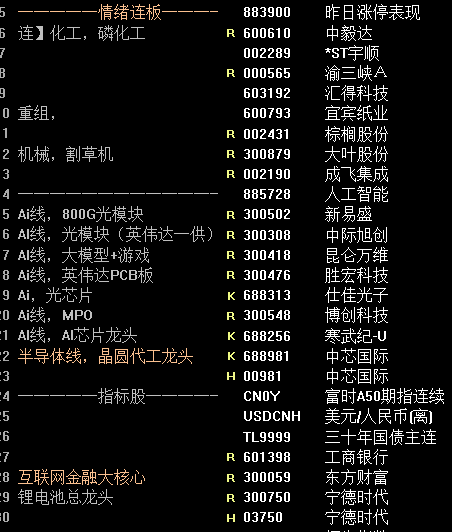 5 ——————情绪连板———— 883900 昨日涨停表现
6 连】化工，磷化工 R 600610 中毅达
7 002289 *ST宇顺
8 R 000565 渝三峡A
9 603192 汇得科技
0 重组， 600793 宜宾纸业
1 R 002431 棕榈股份
2 机械，割草机 R 300879 大叶股份
3 R 002190 成飞集成
4 —————————————— 885728 人工智能
5 Ai线，800G光模块 R 300502 新易盛
6 Ai线，光模块（英伟达一供） R 300308 中际旭创
7 Ai线，大模型+游戏 R 300418 昆仑万维
8 Ai线，英伟达PCB板 R 300476 胜宏科技
9 Ai，光芯片 K 688313 仕佳光子
20 Ai线，MPO R 300548 博创科技
21 AI线，AI芯片龙头 K 688256 寒武纪-U
22 半导体线，晶圆代工龙头 K 688981 中芯国际
23 H 00981 中芯国际
24 ——————指标股————— CN0Y 富时A50期指连续
25 USDCNH 美元/人民币(离)
26 TL9999 三十年国债主连
27 R 601398 工商银行
28 互联网金融大核心 R 300059 东方财富
29 锂电池总龙头 R 300750 宁德时代
30 H 03750 宁德时代